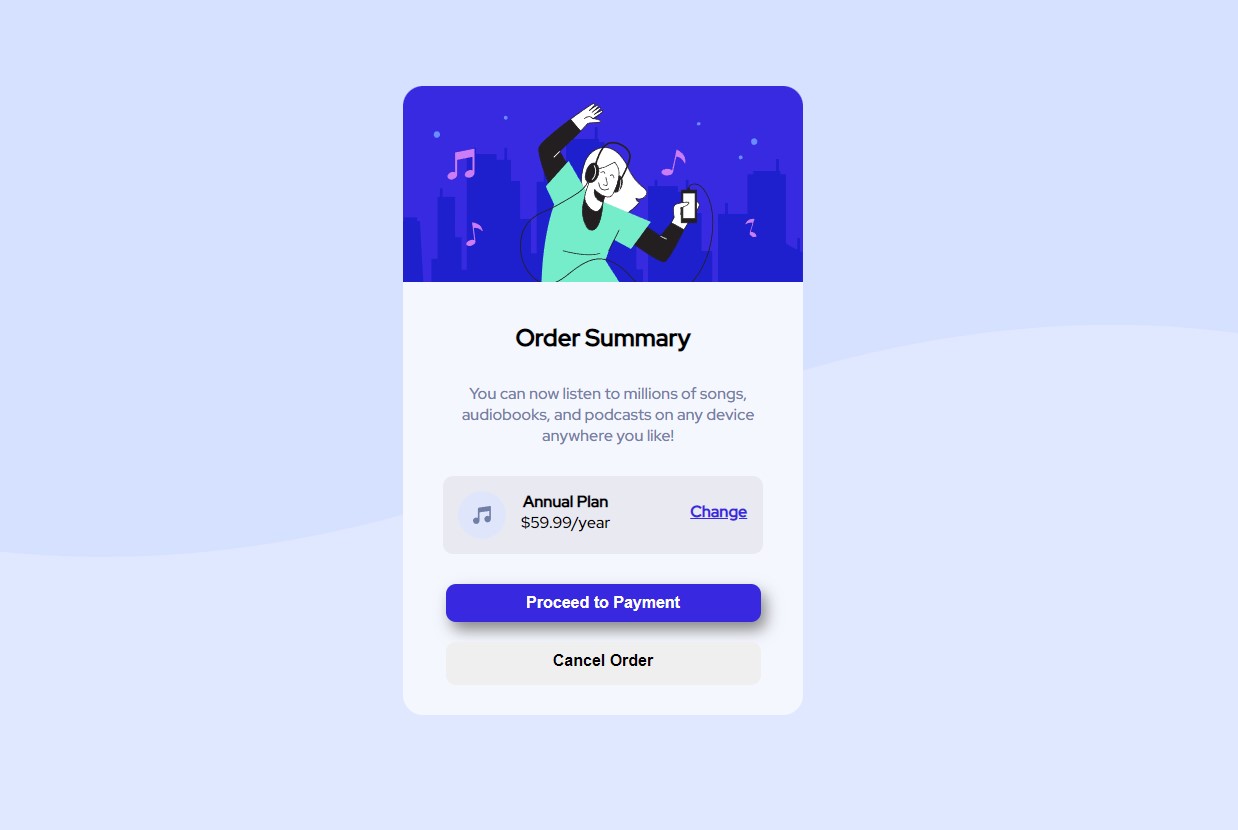 Order Summary
You can now listen to millions of songs,
audiobooks, and podcasts on any device
anywhere you like!
Annual Plan
$59.99/year
Change
Proceed to Payment
Cancel Order